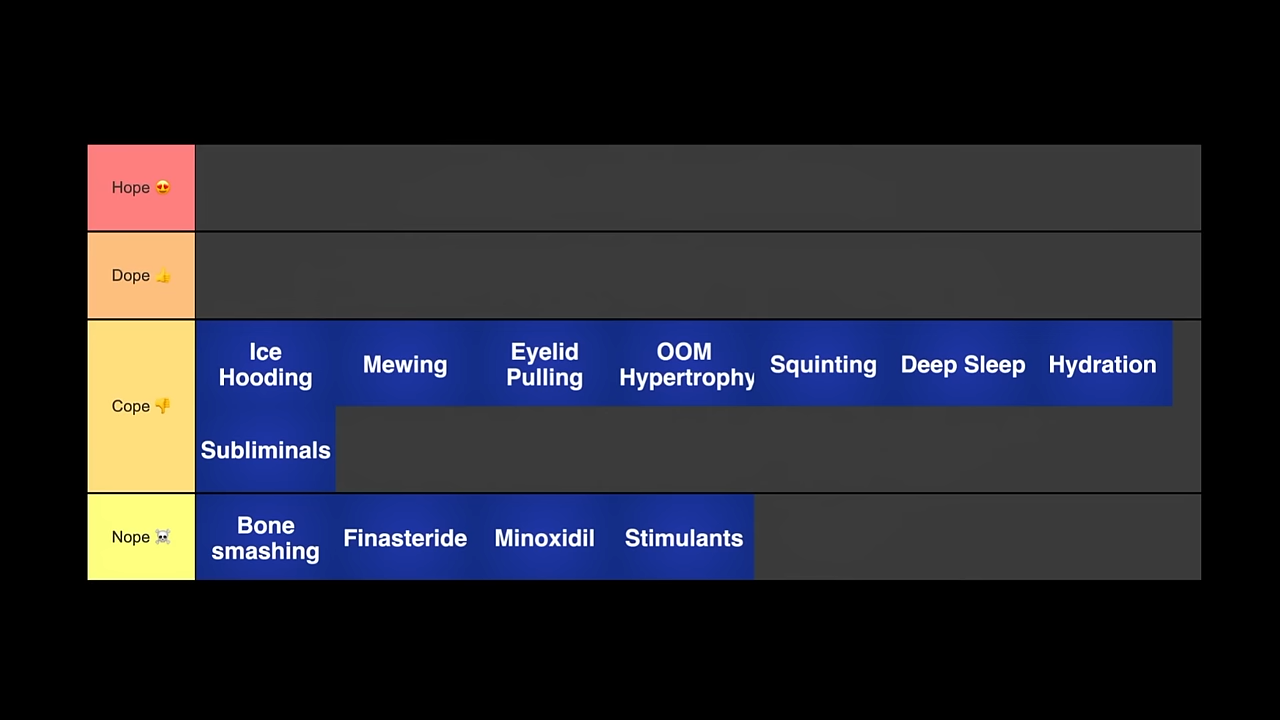 Hope 😍
Dope 👍
Ice
Hooding
Mewing
Eyelid
Pulling
OOM
Hypertrophy
Squinting
Deep Sleep
Hydration
Cope 👎
Subliminals
Nope ☠️
Bone
smashing
Finasteride
Minoxidil
Stimulants